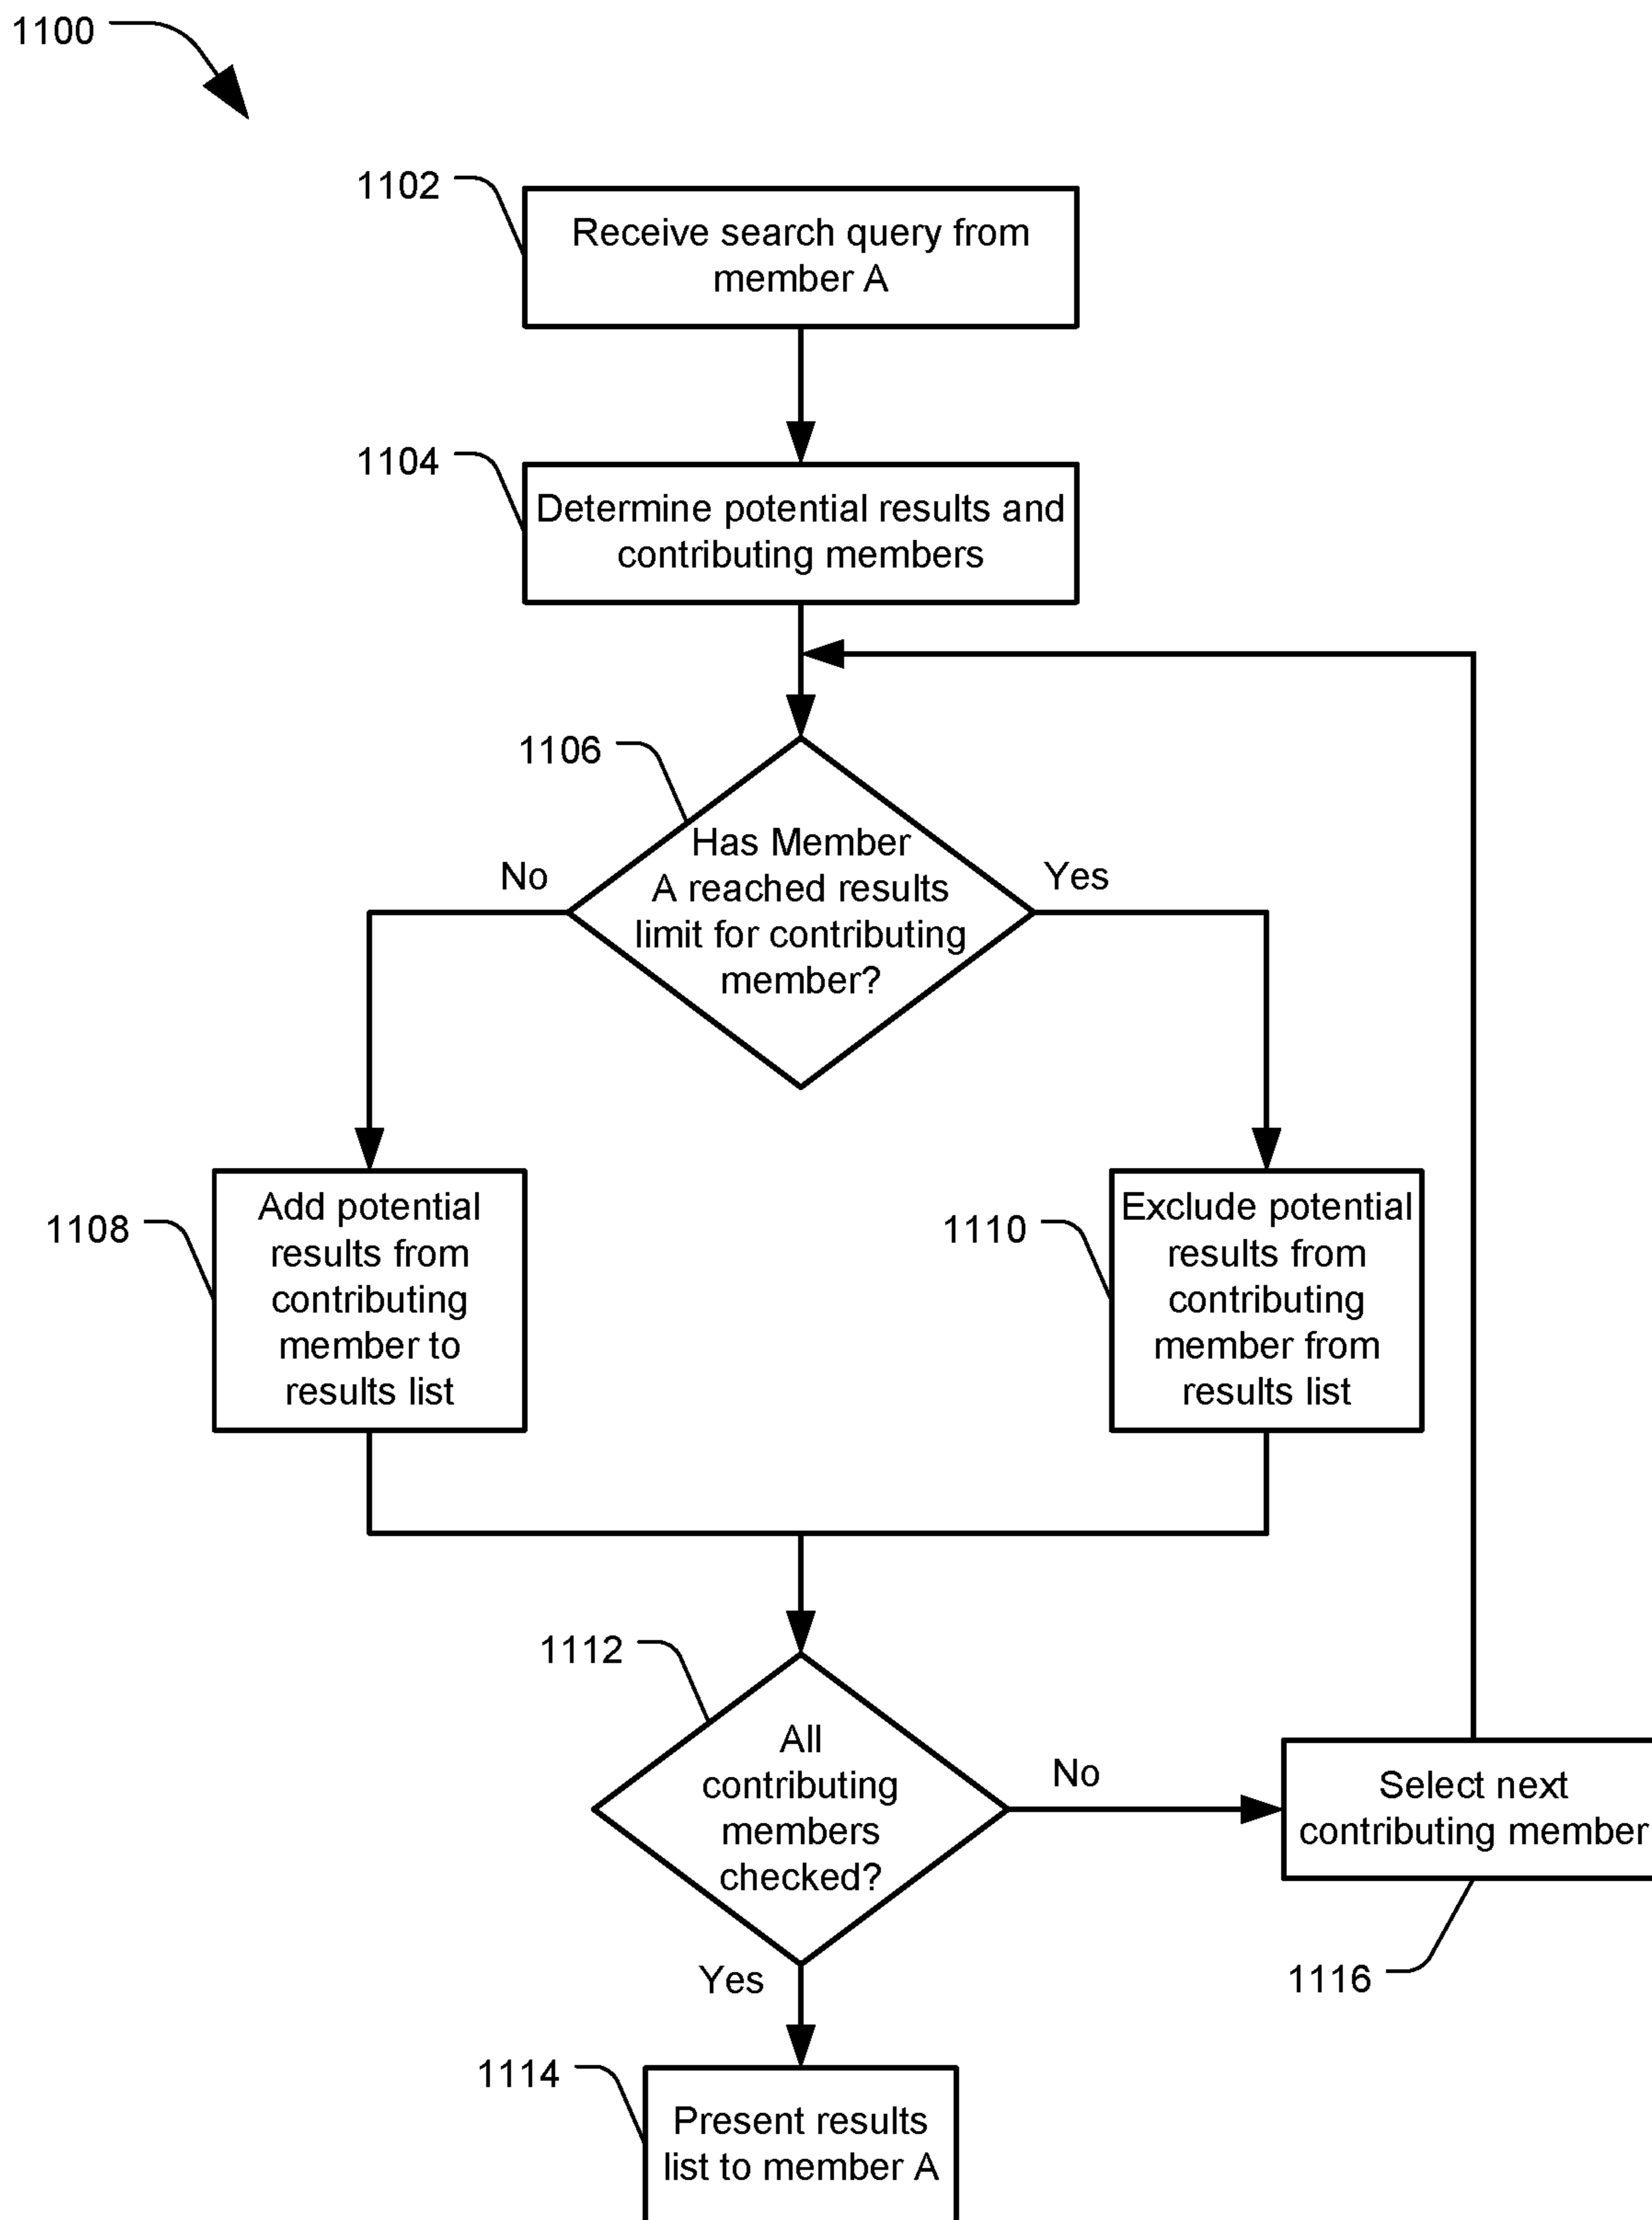 1100
1102
Receive search query from
member A
1104
Determine potential results and
contributing members
1106
Has Member
A reached results
limit for contributing
member?
No
Yes
1108
Add potential
results from
contributing
member to
results list
1110
Exclude potential
results from
contributing
member from
results list
1112
All
contributing
members
checked?
No
Select next
contributing member
1116
Yes
1114
Present results
list to member A